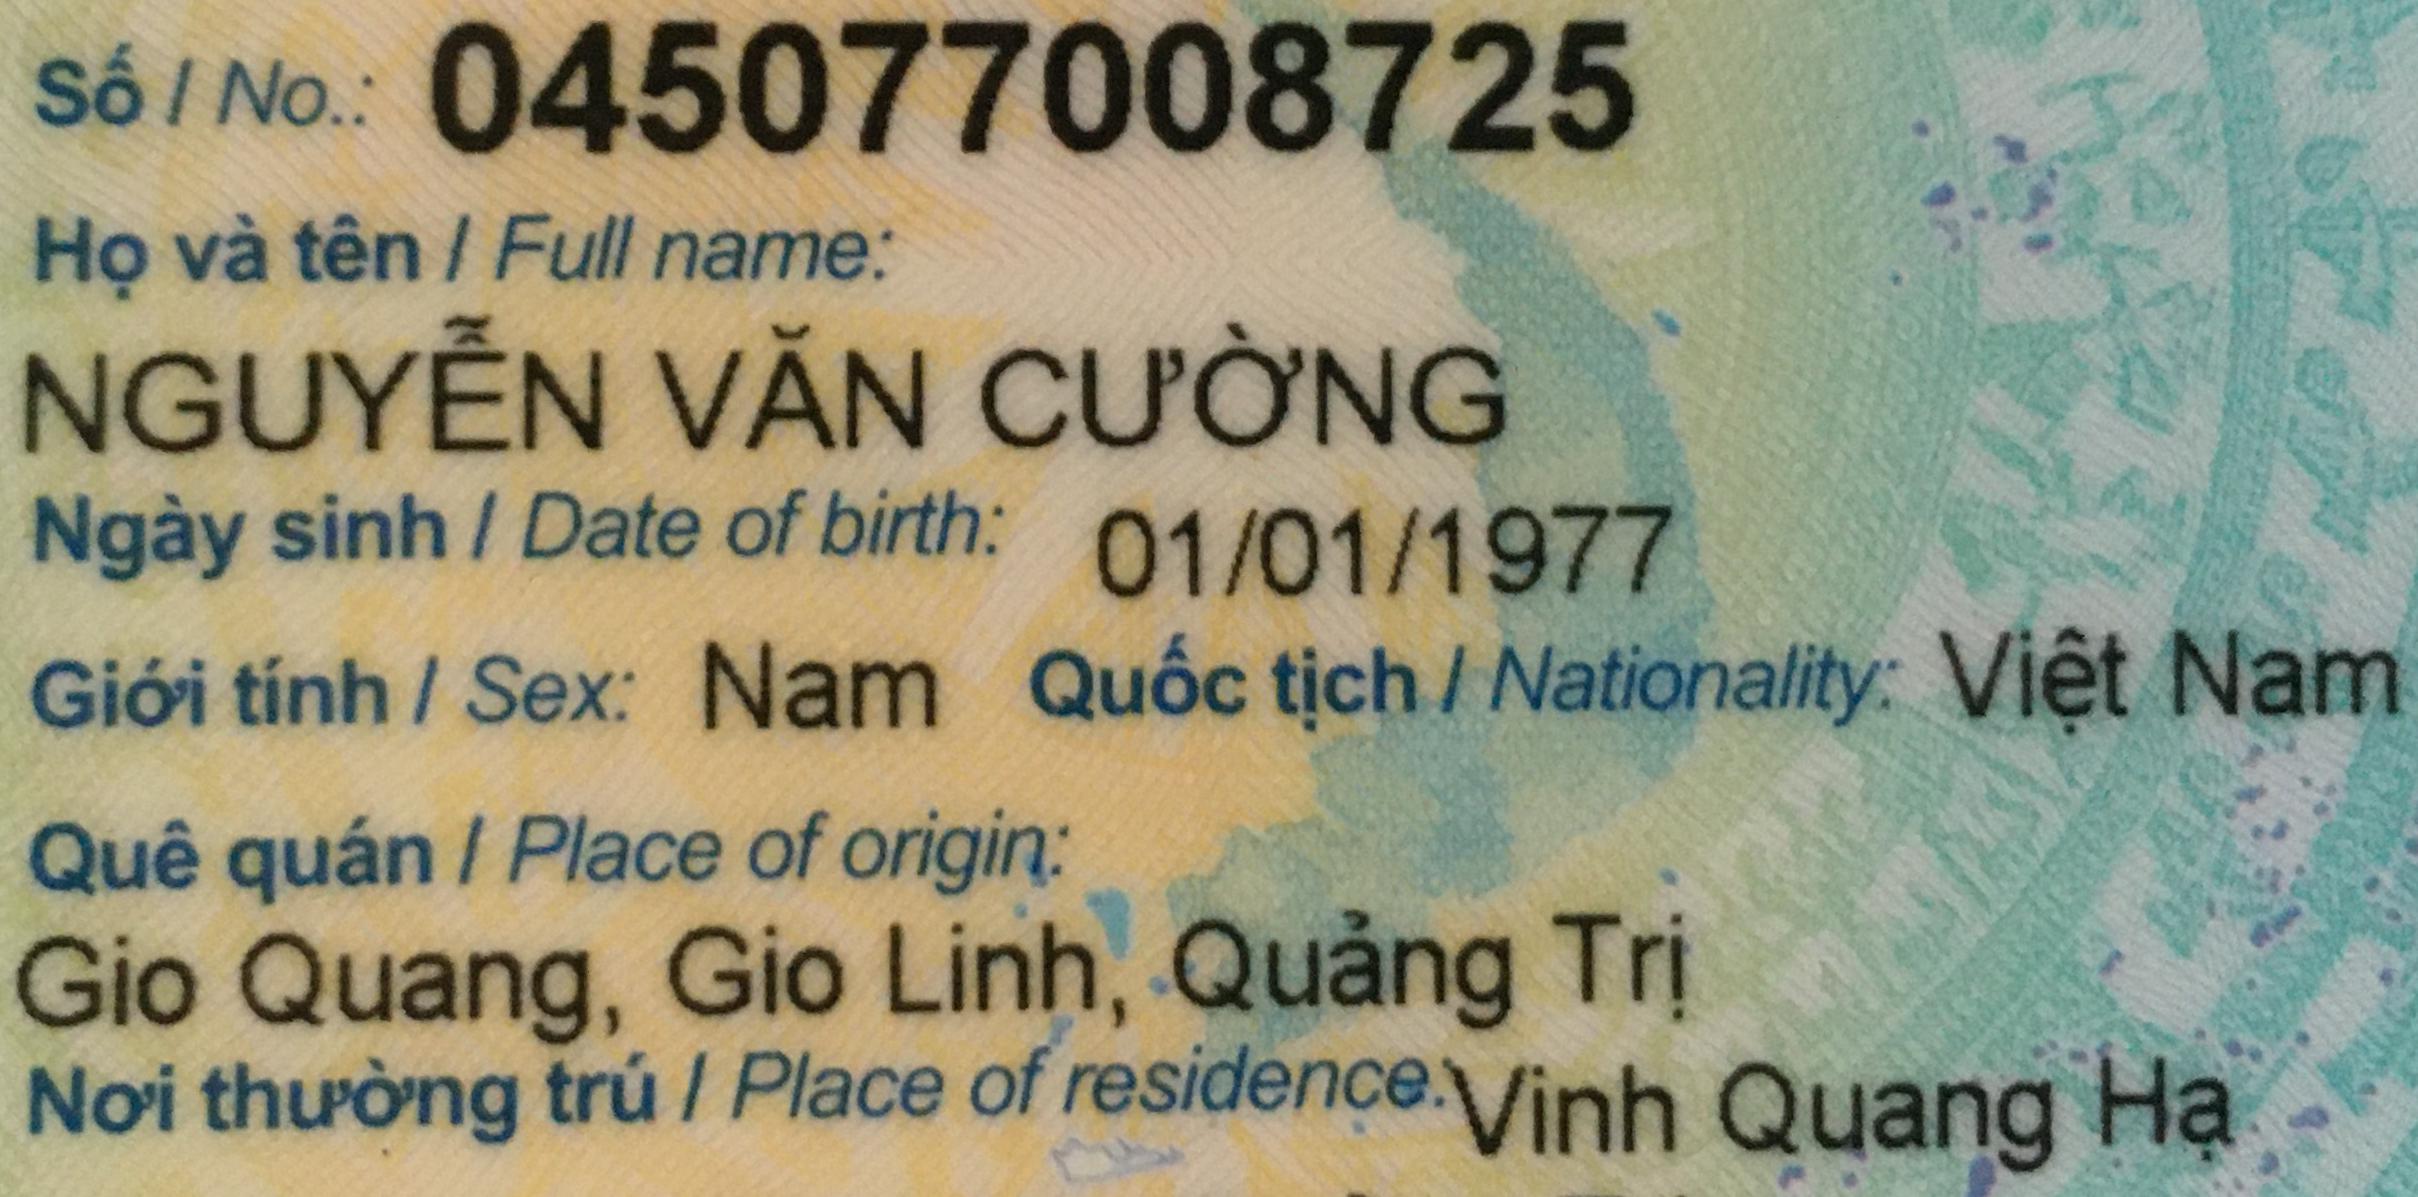 Số / No.: 045077008725
Họ và tên / Full name:
NGUYỄN VĂN CƯỜNG
Ngày sinh / Date of birth: 01/01/1977
Giới tính / Sex: Nam Quốc tịch / Nationality: Việt Nam
Quê quán / Place of origin:
Gio Quang, Gio Linh, Quảng Trị
Nơi thường trú / Place of residence: Vinh Quang Hạ